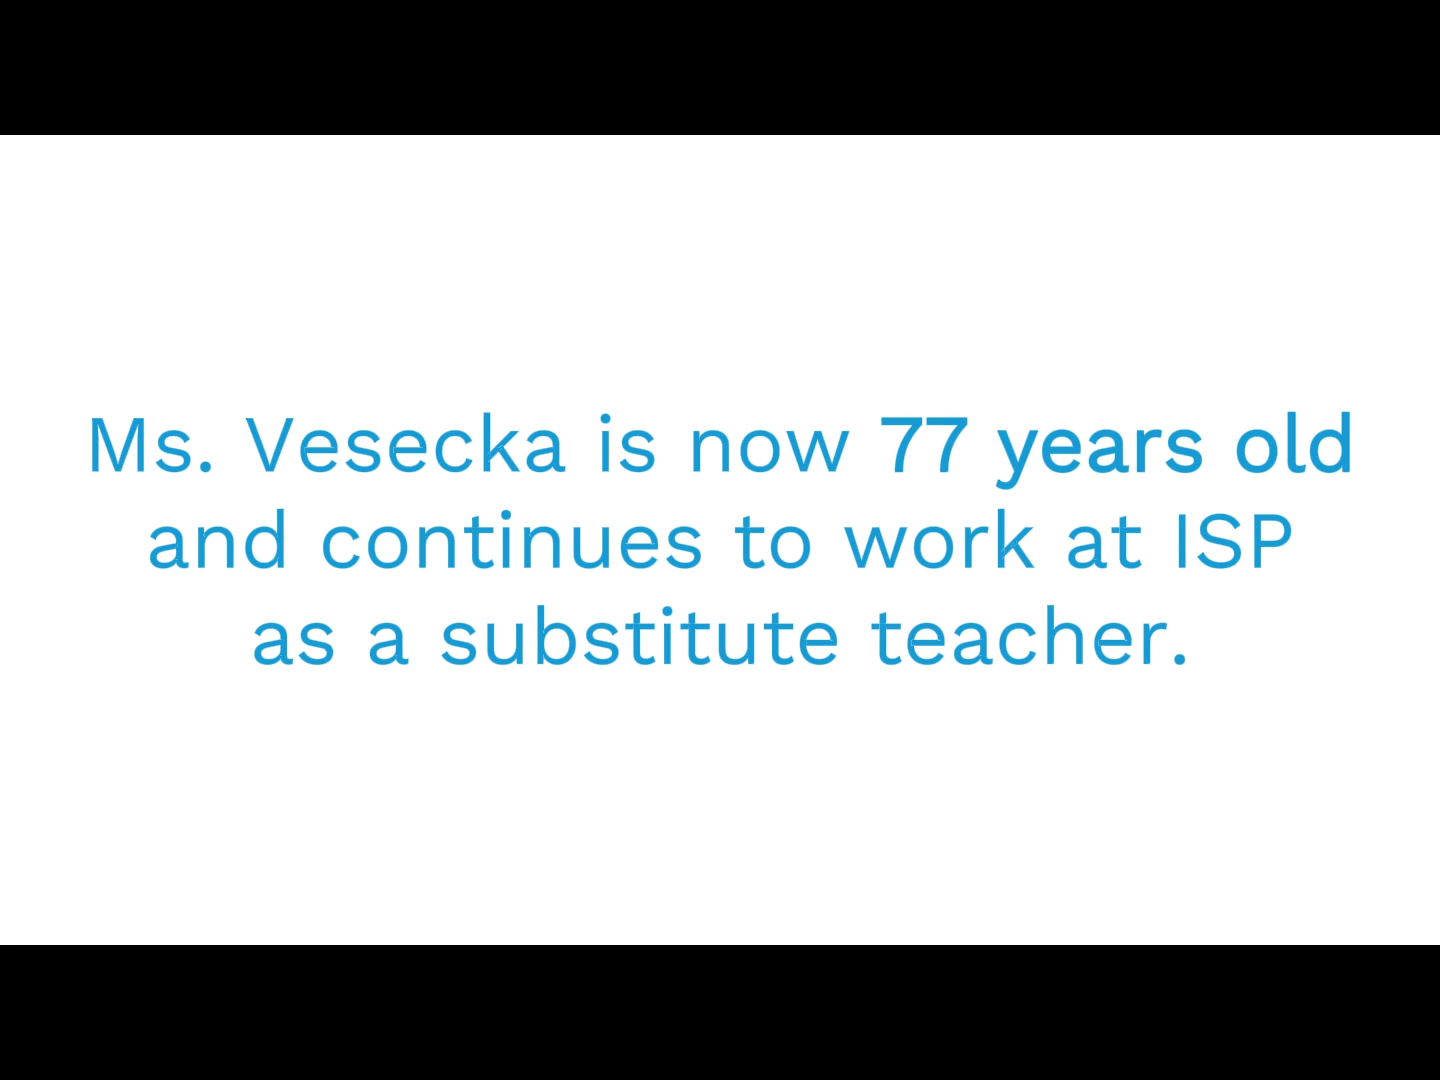 Ms. Vesecka is now 77 years old
and continues to work at ISP
as a substitute teacher.